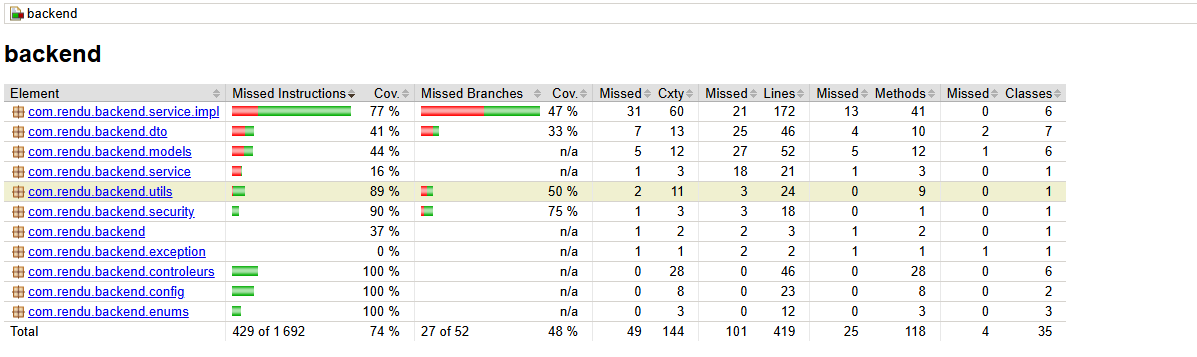 backend
backend
Element Missed Instructions Cov. Missed Branches Cov. Missed Cxty Missed Lines Missed Methods Missed Classes
com.rendu.backend.service.impl 77 % 47 % 31 60 21 172 13 41 0 6
com.rendu.backend.dto 41 % 33 % 7 13 25 46 4 10 2 7
com.rendu.backend.models 44 % n/a 5 12 27 52 5 12 1 6
com.rendu.backend.service 16 % n/a 1 3 18 21 1 3 0 1
com.rendu.backend.utils 89 % 50 % 2 11 3 24 0 9 0 1
com.rendu.backend.security 90 % 75 % 1 3 3 18 0 1 0 1
com.rendu.backend 37 % n/a 1 2 2 3 1 2 0 1
com.rendu.backend.exception 0 % n/a 1 1 2 2 1 1 1 1
com.rendu.backend.controleurs 100 % n/a 0 28 0 46 0 28 0 6
com.rendu.backend.config 100 % n/a 0 8 0 23 0 8 0 2
com.rendu.backend.enums 100 % n/a 0 3 0 12 0 3 0 3
Total 429 of 1 692 74 % 27 of 52 48 % 49 144 101 419 25 118 4 35